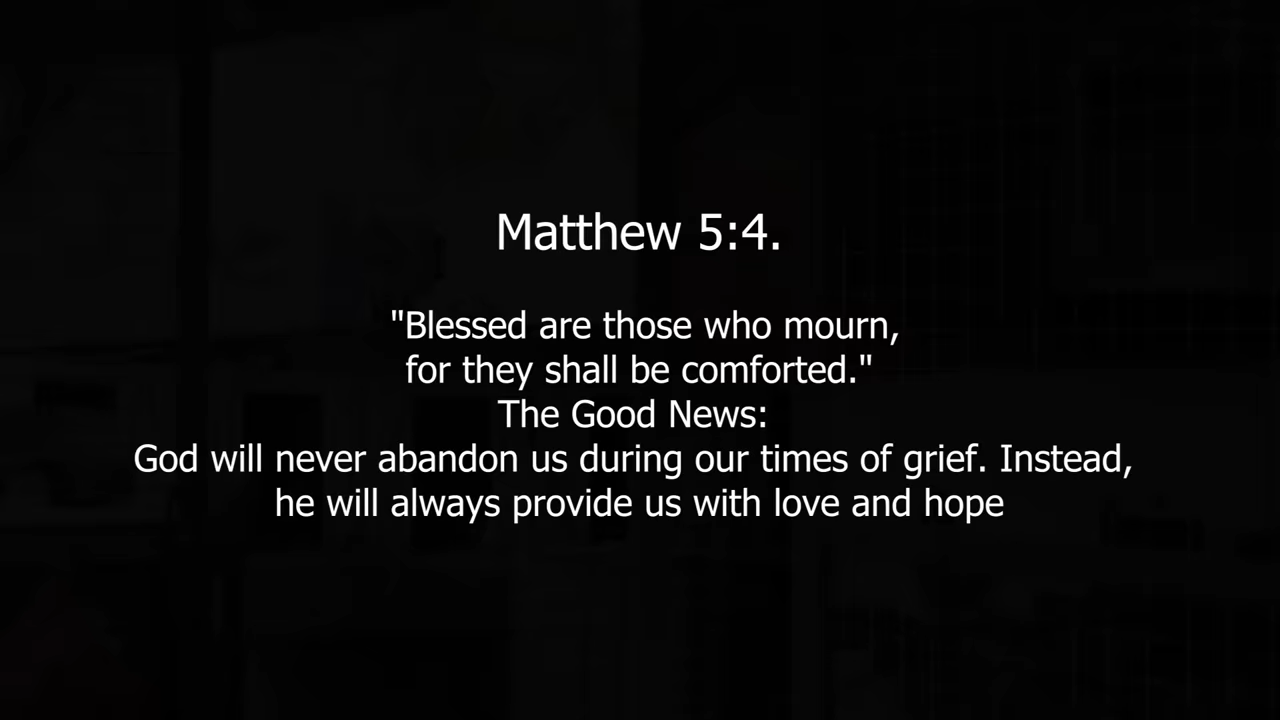 Matthew 5:4.
"Blessed are those who mourn,
for they shall be comforted."
The Good News:
God will never abandon us during our times of grief. Instead,
he will always provide us with love and hope